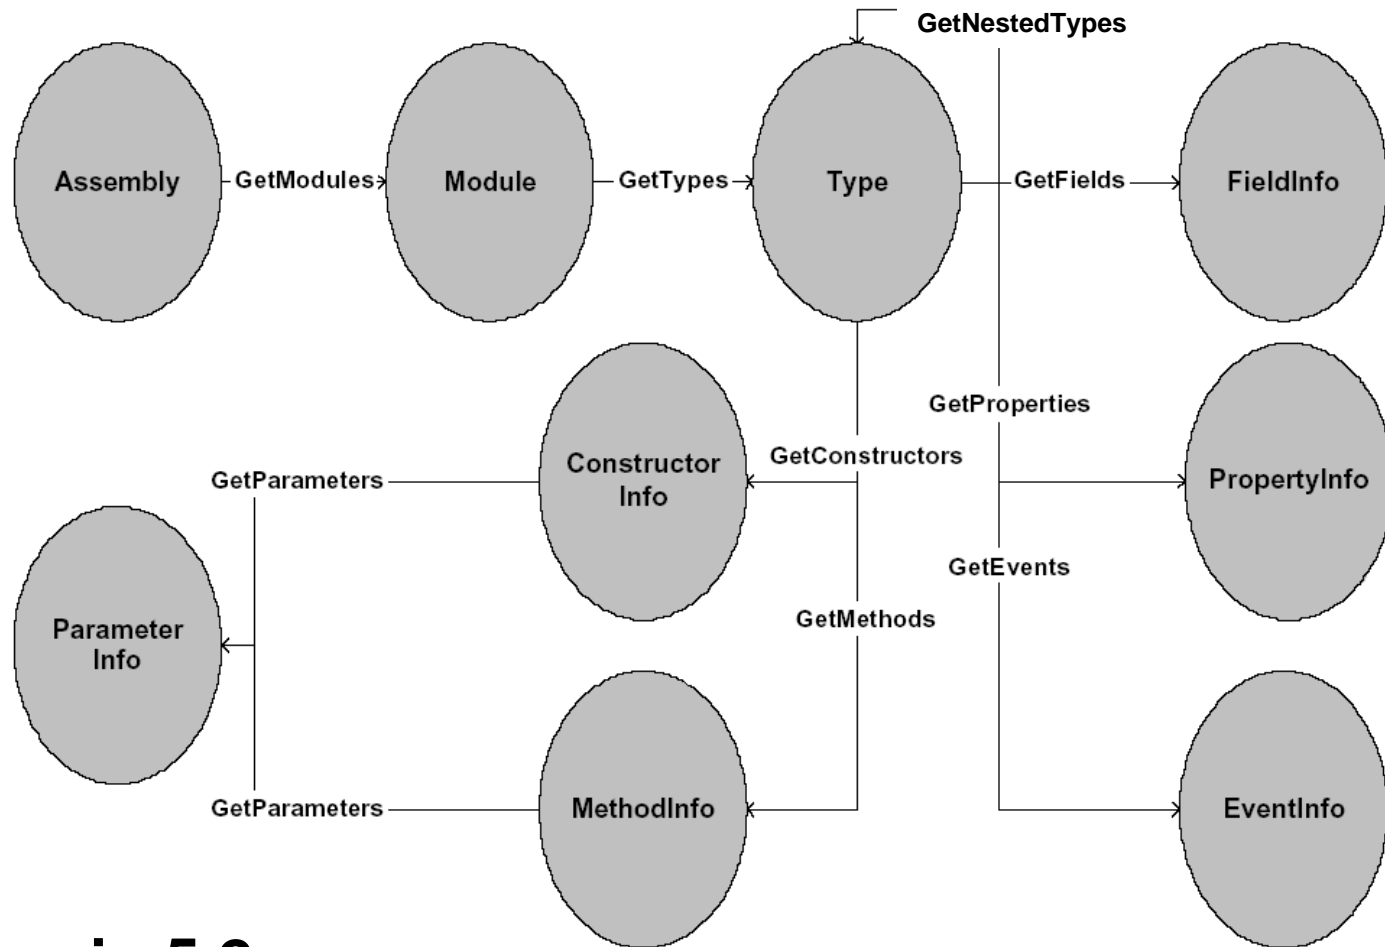 GetNestedTypes
Assembly
GetModules
Module
GetTypes
Type
GetFields
FieldInfo
GetProperties
GetConstructors
Constructor
Info
GetParameters
PropertyInfo
GetEvents
GetMethods
Parameter
Info
GetParameters
MethodInfo
EventInfo